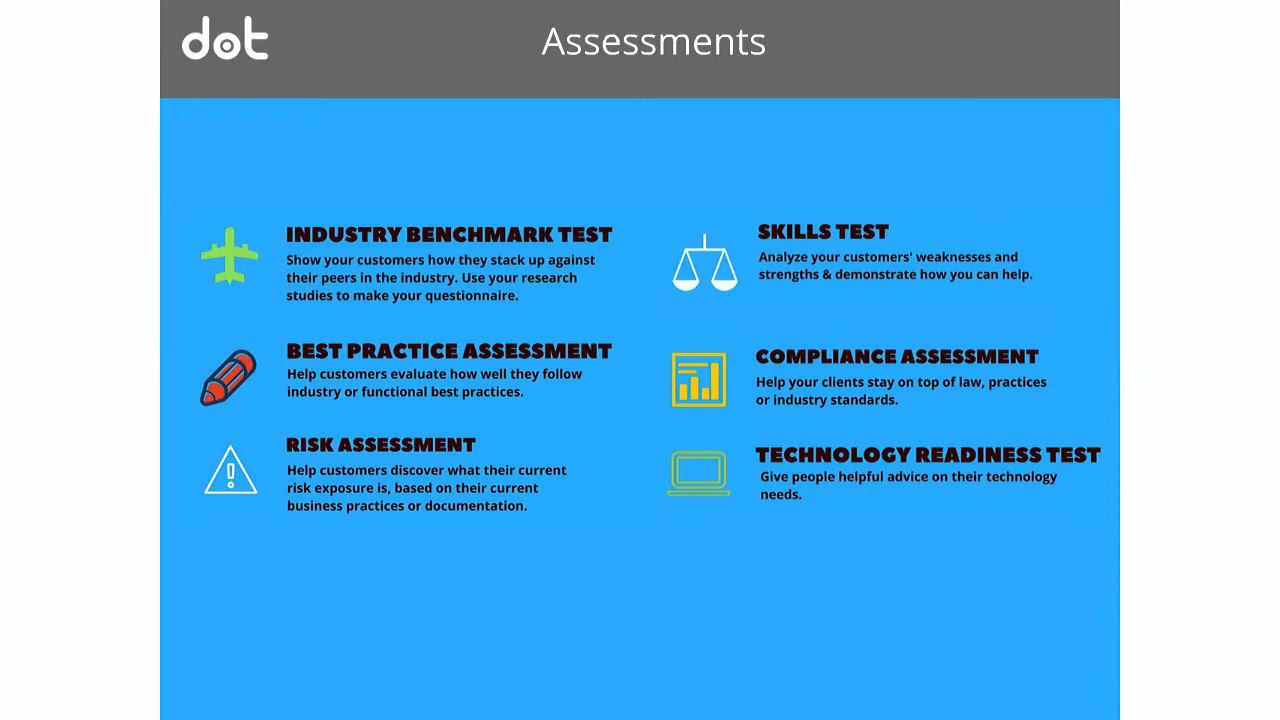 dot
Assessments
INDUSTRY BENCHMARK TEST
Show your customers how they stack up against
their peers in the industry. Use your research
studies to make your questionnaire.
BEST PRACTICE ASSESSMENT
Help customers evaluate how well they follow
industry or functional best practices.
RISK ASSESSMENT
Help customers discover what their current
risk exposure is, based on their current
business practices or documentation.
SKILLS TEST
Analyze your customers' weaknesses and
strengths & demonstrate how you can help.
COMPLIANCE ASSESSMENT
Help your clients stay on top of law, practices
or industry standards.
TECHNOLOGY READINESS TEST
Give people helpful advice on their technology
needs.